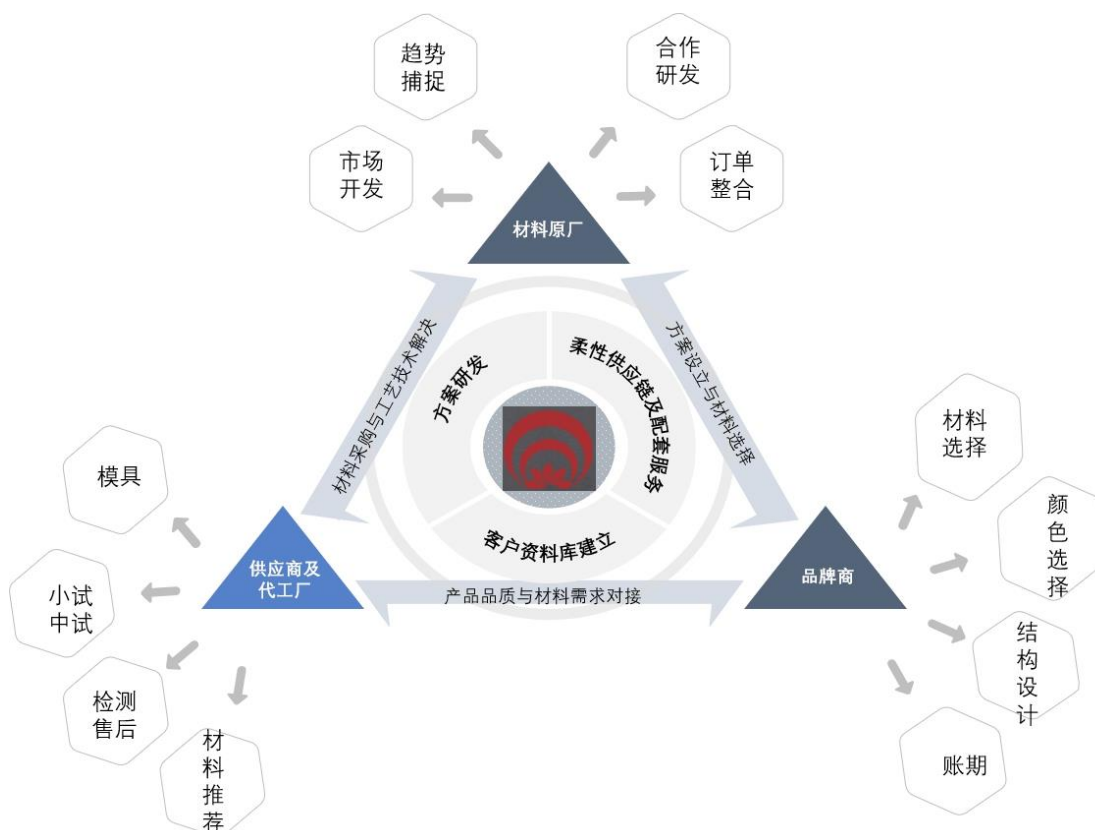 趋势
捕捉
合作
研发
市场
开发
订单
整合
材料原厂
材料采购与工艺技术解决
方案设立与材料选择
方案研发
柔性供应链及配套服务
客户资料库建立
材料
选择
模具
颜
色
选
择
供应商及
代工厂
品牌商
产品品质与材料需求对接
小试
中试
结
构
设
计
检测
售后
材
料
推
荐
账期